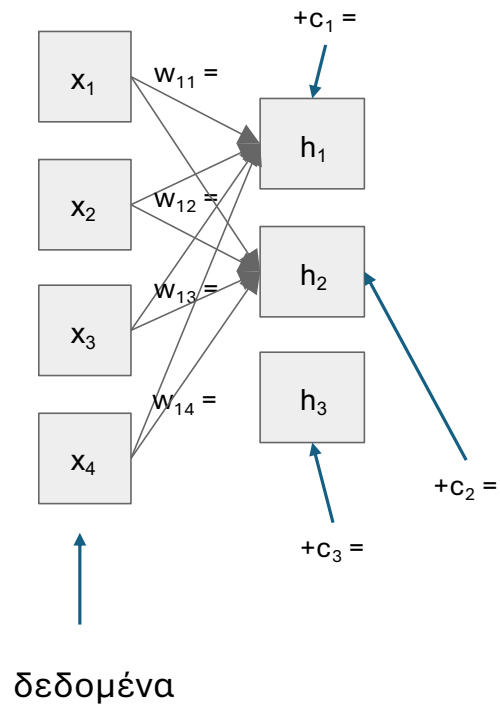 +c₁ =
x₁
w₁₁ =
h₁
x₂
w₁₂ =
h₂
w₁₃ =
x₃
h₃
w₁₄ =
x₄
+c₂ =
+c₃ =
δεδομένα